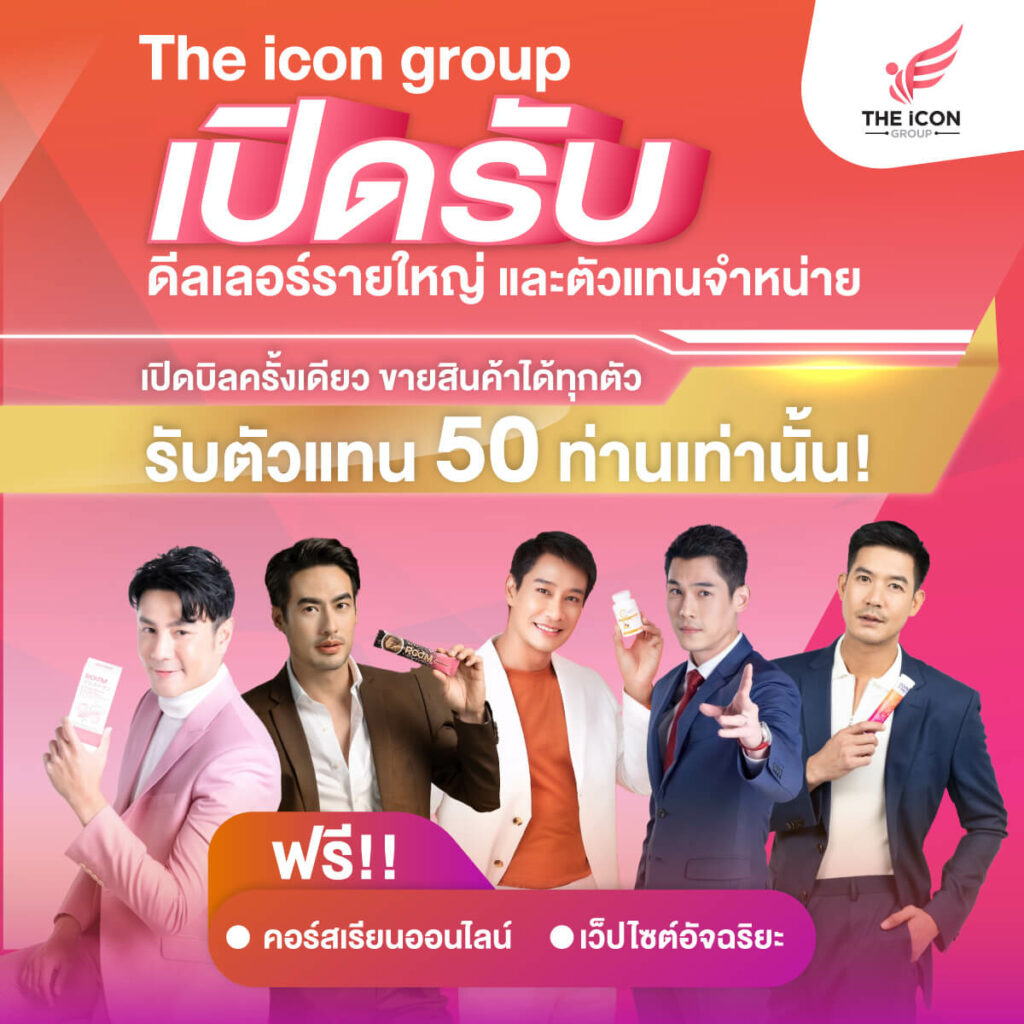 The icon group
THE iCON
GROUP
เปิดรับ
ดีลเลอร์รายใหญ่ และตัวแทนจำหน่าย
เปิดบิลครั้งเดียว ขายสินค้าได้ทุกตัว
รับตัวแทน 50 ท่านเท่านั้น!
ROOM
ฟรี!!
คอร์สเรียนออนไลน์
เว็ปไซต์อัจฉริยะ